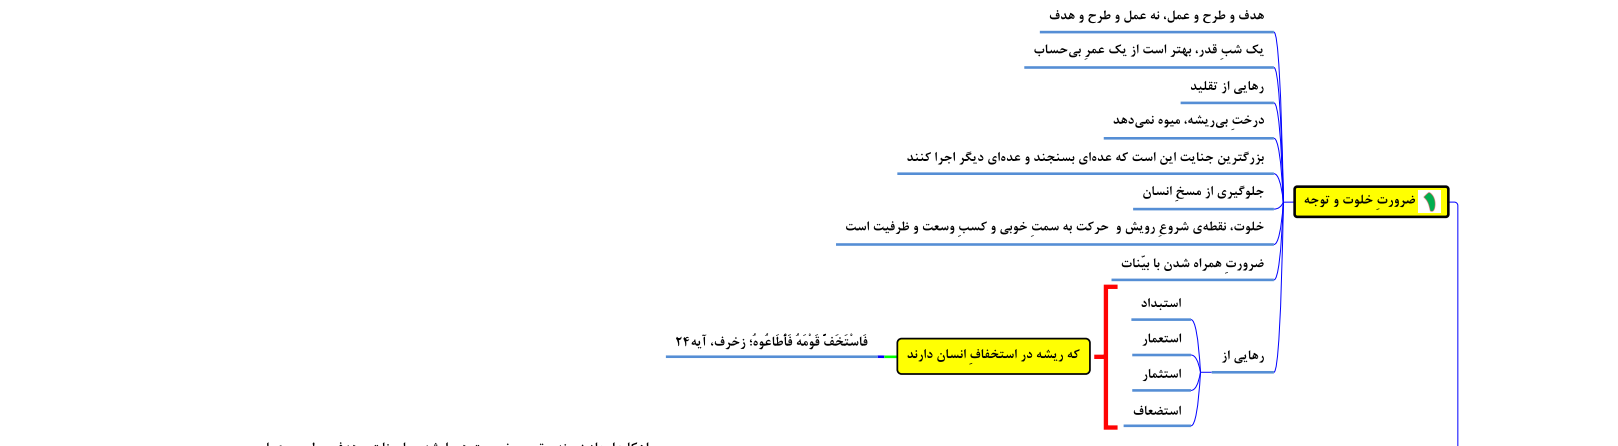 هدف و طرح و عمل، نه عمل و طرح و هدف
یک شبِ قدر، بهتر است از یک عمرِ بی‌حساب
رهایی از تقلید
درختِ بی‌ریشه، میوه نمی‌دهد
بزرگترین جنایت این است که عده‌ای بسنجند و عده‌ای دیگر اجرا کنند
۱ ضرورتِ خلوت و توجه
جلوگیری از مسخِ انسان
خلوت، نقطه‌ی شروعِ رویش و حرکت به سمتِ خوبی و کسبِ وسعت و ظرفیت است
ضرورتِ همراه شدن با بیّنات
رهایی از
استبداد
استعمار
استثمار
استضعاف
که ریشه در استخفافِ انسان دارند
فَاسْتَخَفَّ قَوْمَهُ فَأَطَاعُوهُ؛ زخرف، آیه۲۴